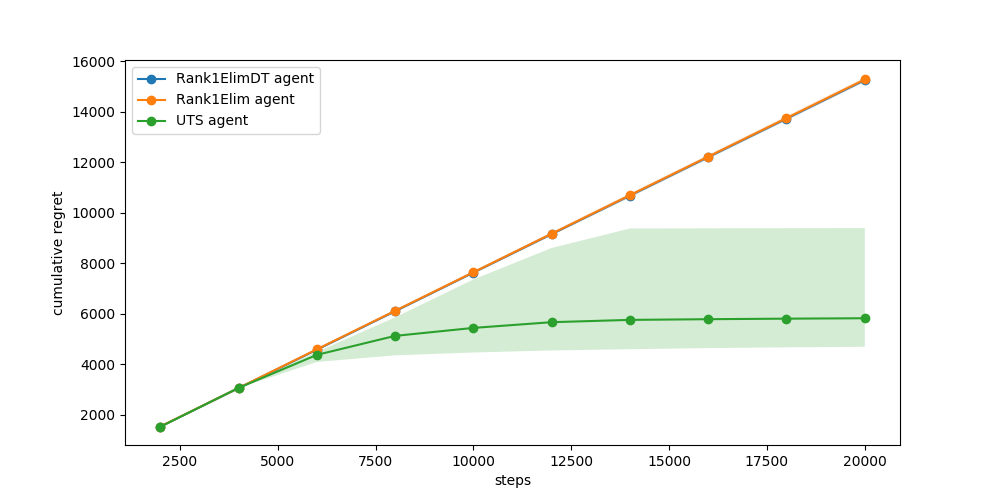 Rank1ElimDT agent
Rank1Elim agent
UTS agent
cumulative regret
16000
14000
12000
10000
8000
6000
4000
2000
2500 5000 7500 10000 12500 15000 17500 20000
steps